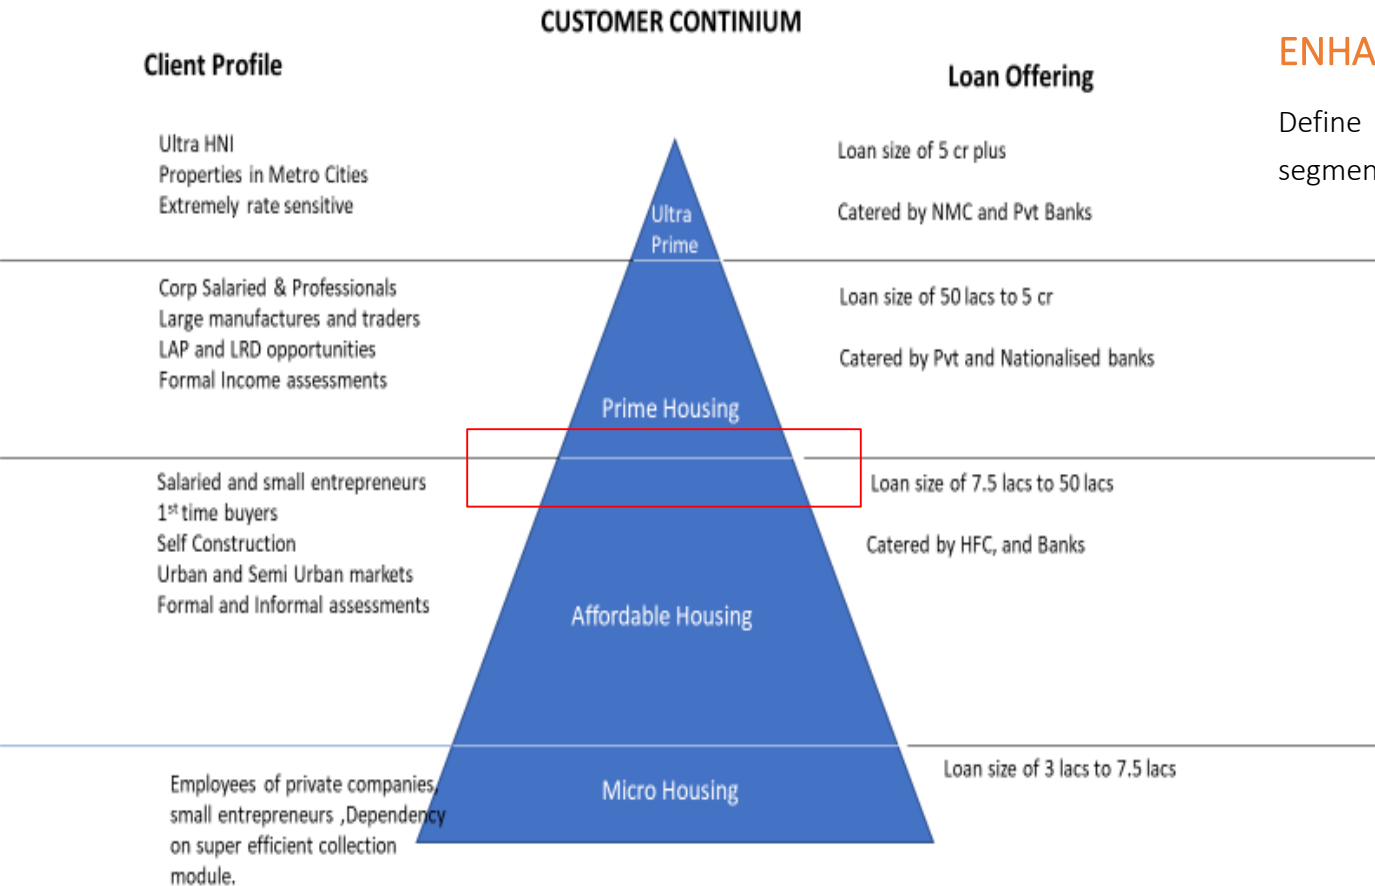 CUSTOMER CONTINIUM
Client Profile
Loan Offering
ENHA
Define
segmen
Ultra HNI
Properties in Metro Cities
Extremely rate sensitive
Ultra
Prime
Loan size of 5 cr plus
Catered by NMC and Pvt Banks
Corp Salaried & Professionals
Large manufactures and traders
LAP and LRD opportunities
Formal Income assessments
Prime Housing
Loan size of 50 lacs to 5 cr
Catered by Pvt and Nationalised banks
Salaried and small entrepreneurs
1st time buyers
Self Construction
Urban and Semi Urban markets
Formal and Informal assessments
Affordable Housing
Loan size of 7.5 lacs to 50 lacs
Catered by HFC, and Banks
Employees of private companies,
small entrepreneurs ,Dependency
on super efficient collection
module.
Micro Housing
Loan size of 3 lacs to 7.5 lacs